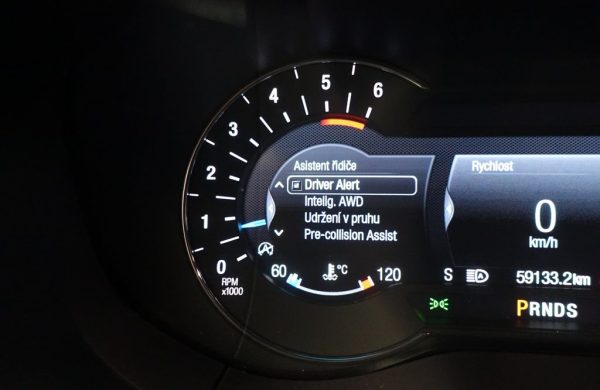 6
5
4
3
2
1
0
RPM
x1000
Asistent řidiče
Driver Alert
Intelig. AWD
Udržení v pruhu
Pre-collision Assist
60 °C 120
Rychlost
0
km/h
S 59133.2km
PRNDS